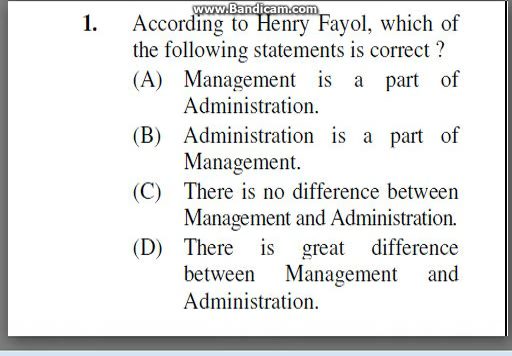 www.Bandicam.com
1. According to Henry Fayol, which of
the following statements is correct ?
(A) Management is a part of
Administration.
(B) Administration is a part of
Management.
(C) There is no difference between
Management and Administration.
(D) There is great difference
between Management and
Administration.